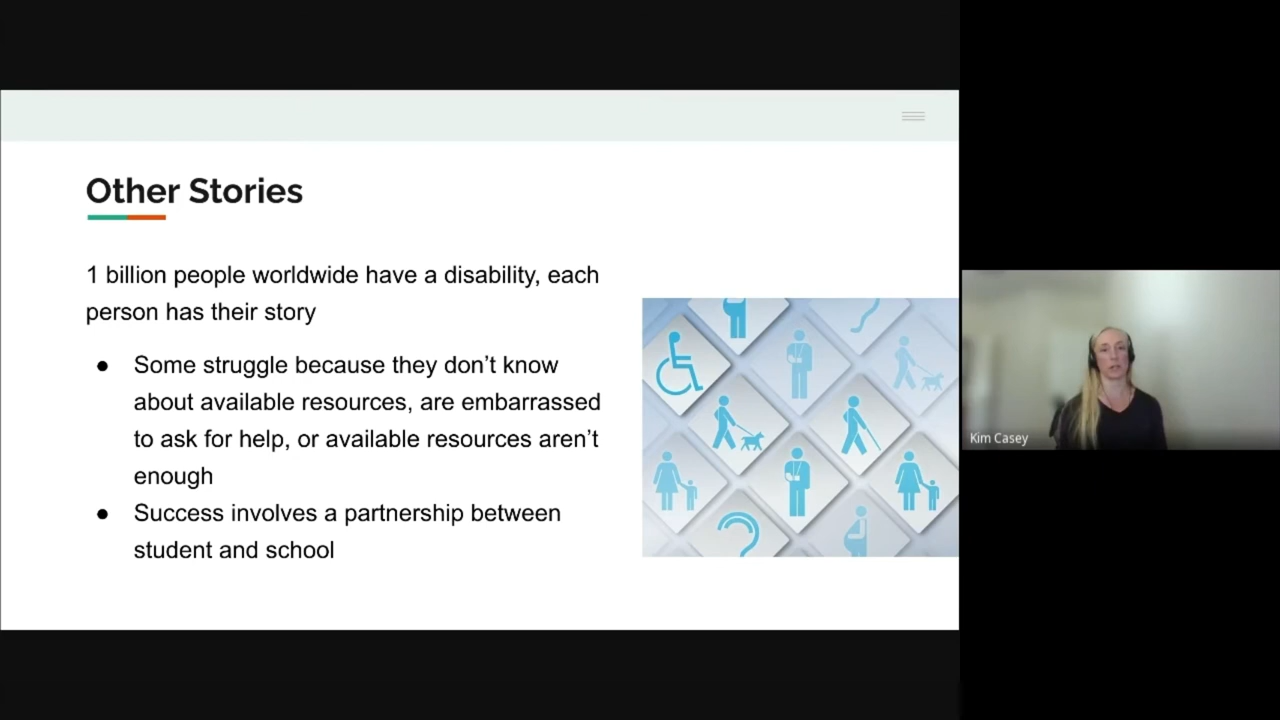 Other Stories
1 billion people worldwide have a disability, each
person has their story
● Some struggle because they don’t know
about available resources, are embarrassed
to ask for help, or available resources aren’t
enough
● Success involves a partnership between
student and school
Kim Casey